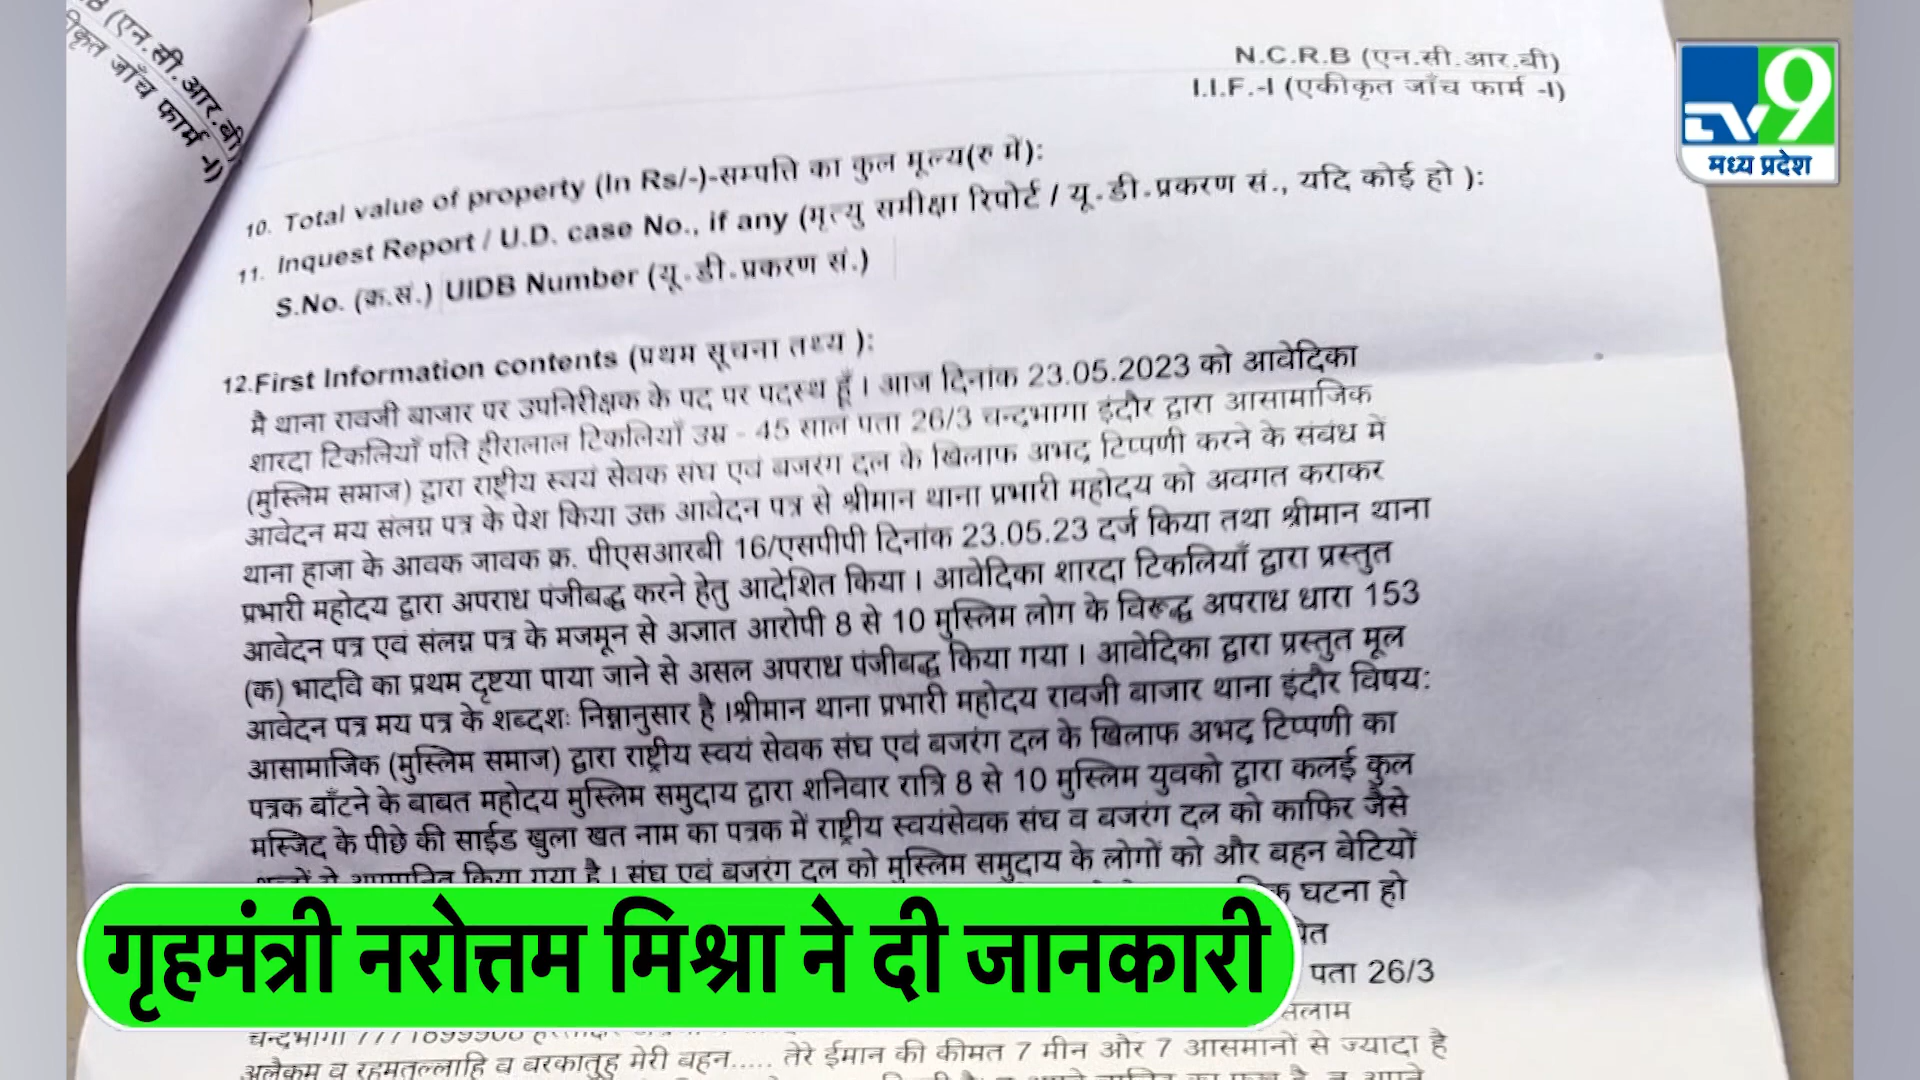 बी (एन.सी.आर.बी)
कृत जाँच फार्म -I)
N.C.R.B (एन.सी.आर.बी)
I.I.F.-I (एकीकृत जाँच फार्म -I)
TV9
मध्य प्रदेश
10. Total value of property (In Rs/-)-सम्पत्ति का कुल मूल्य(रु में):
11. Inquest Report / U.D. case No., if any (मृत्यु समीक्षा रिपोर्ट / यू.डी.प्रकरण सं., यदि कोई हो ):
S.No. (क्र.सं.) UIDB Number (यू.डी.प्रकरण सं.)
12.First Information contents (प्रथम सूचना तथ्य ):
मै थाना रावजी बाजार पर उपनिरीक्षक के पद पर पदस्थ हूँ । आज दिनांक 23.05.2023 को आवेदिका
शारदा टिकलियाँ पति हीरालाल टिकलियाँ उम्र - 45 साल पता 26/3 चन्द्रभागा इंदौर द्वारा आसामाजिक
(मुस्लिम समाज) द्वारा राष्ट्रीय स्वयं सेवक संघ एवं बजरंग दल के खिलाफ अभद्र टिप्पणी करने के संबंध में
आवेदन मय संलग्न पत्र के पेश किया उक्त आवेदन पत्र से श्रीमान थाना प्रभारी महोदय को अवगत कराकर
थाना हाजा के आवक जावक क्र. पीएसआरबी 16/एसपीपी दिनांक 23.05.23 दर्ज किया तथा श्रीमान थाना
प्रभारी महोदय द्वारा अपराध पंजीबद्ध करने हेतु आदेशित किया । आवेदिका शारदा टिकलियाँ द्वारा प्रस्तुत
आवेदन पत्र एवं संलग्न पत्र के मजमून से अज्ञात आरोपी 8 से 10 मुस्लिम लोग के विरूद्ध अपराध धारा 153
(क) भादवि का प्रथम दृष्टया पाया जाने से असल अपराध पंजीबद्ध किया गया । आवेदिका द्वारा प्रस्तुत मूल
आवेदन पत्र मय पत्र के शब्दशः निम्नानुसार है ।श्रीमान थाना प्रभारी महोदय रावजी बाजार थाना इंदौर विषय:
आसामाजिक (मुस्लिम समाज) द्वारा राष्ट्रीय स्वयं सेवक संघ एवं बजरंग दल के खिलाफ अभद्र टिप्पणी का
पत्रक बाँटने के बाबत महोदय मुस्लिम समुदाय द्वारा शनिवार रात्रि 8 से 10 मुस्लिम युवको द्वारा कलई कुल
मस्जिद के पीछे की साईड खुला खत नाम का पत्रक में राष्ट्रीय स्वयंसेवक संघ व बजरंग दल को काफिर जैसे
किया गया है । संघ एवं बजरंग दल को मुस्लिम समुदाय के लोगों को और बहन बेटियों
घटना हो
पता 26/3
गृहमंत्री नरोत्तम मिश्रा ने दी जानकारी
सलाम
चन्द्रभागा
अलैकुम व रहमतुल्लाहि व बरकातुहु मेरी बहन..... तेरे ईमान की कीमत 7 मीन और 7 आसमानों से ज्यादा है